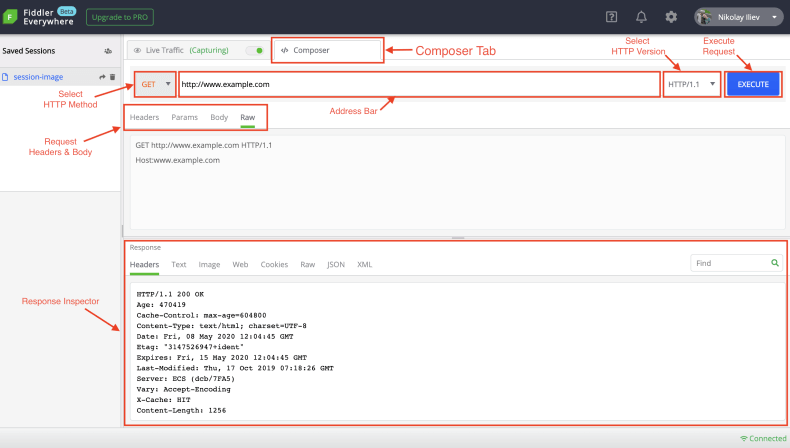 Fiddler Everywhere Beta
Upgrade to PRO
Nikolay Iliev
Saved Sessions
Live Traffic (Capturing)
Composer
Composer Tab
Select HTTP Version
Execute Request
session-image
Select HTTP Method
GET
http://www.example.com
HTTP/1.1
EXECUTE
Address Bar
Headers Params Body Raw
Request Headers & Body
GET http://www.example.com HTTP/1.1
Host:www.example.com
Response
Headers Text Image Web Cookies Raw JSON XML
Find
Response Inspector
HTTP/1.1 200 OK
Age: 470419
Cache-Control: max-age=604800
Content-Type: text/html; charset=UTF-8
Date: Fri, 08 May 2020 12:04:45 GMT
Etag: "3147526947+ident"
Expires: Fri, 15 May 2020 12:04:45 GMT
Last-Modified: Thu, 17 Oct 2019 07:18:26 GMT
Server: ECS (dcb/7FA5)
Vary: Accept-Encoding
X-Cache: HIT
Content-Length: 1256
Connected